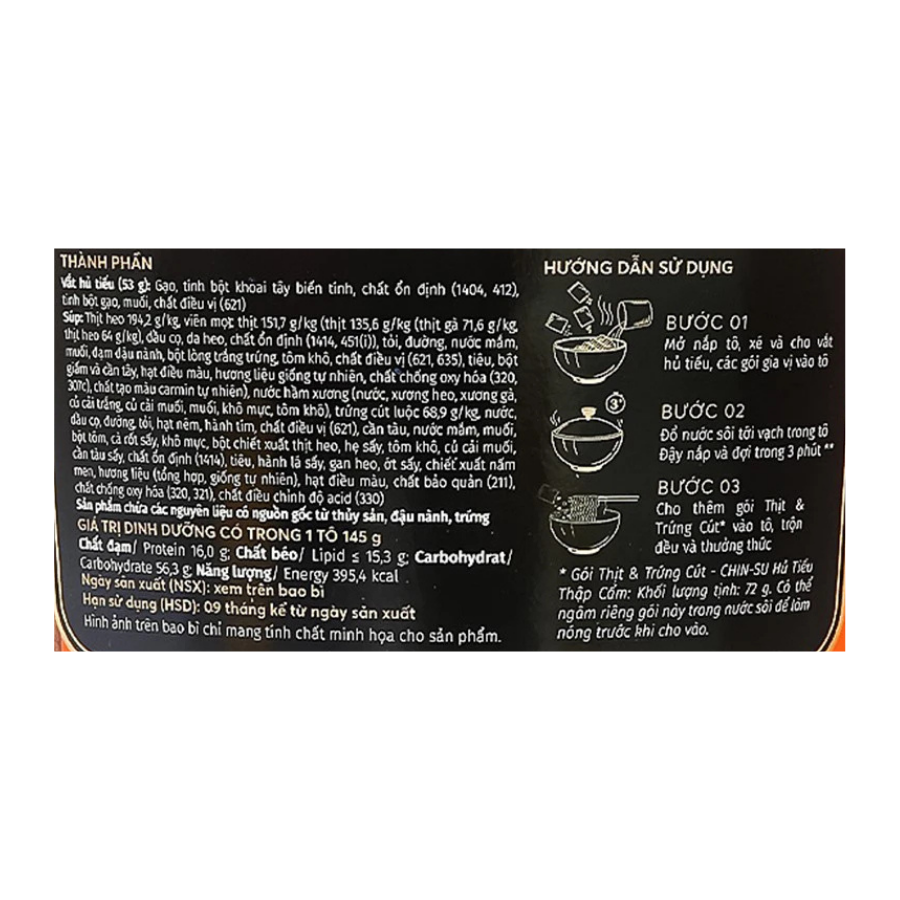 THÀNH PHẦN
Vắt hủ tiếu (53 g): Gạo, tinh bột khoai tây biến tính, chất ổn định (1404, 412),
tinh bột gạo, muối, chất điều vị (621)
Súp: Thịt heo 194,2 g/kg, viên mọc thịt 151,7 g/kg (thịt 135,6 g/kg (thịt gà 71,6 g/kg,
thịt heo 64 g/kg), dầu cọ, da heo, chất ổn định (1414, 451(i)), tỏi, đường, nước mắm,
muối, đạm đậu nành, bột lòng trắng trứng, tôm khô, chất điều vị (621, 635), tiêu, bột
giấm và cần tây, hạt điều màu, hương liệu giống tự nhiên, chất chống oxy hóa (320,
307c), chất tạo màu carmin tự nhiên), nước hầm xương (nước, xương heo, xương gà,
củ cải trắng, củ cải muối, muối, khô mực, tôm khô), trứng cút luộc 68,9 g/kg, nước,
dầu cọ, đường, tỏi, hạt nêm, hành tím, chất điều vị (621), cần tàu, nước mắm, muối,
bột tôm, cà rốt sấy, khô mực, bột chiết xuất thịt heo, hẹ sấy, tôm khô, củ cải muối,
cần tàu sấy, chất ổn định (1414), tiêu, hành lá sấy, gan heo, ớt sấy, chiết xuất nấm
men, hương liệu (tổng hợp, giống tự nhiên), hạt điều màu, chất bảo quản (211),
chất chống oxy hóa (320, 321), chất điều chỉnh độ acid (330)
Sản phẩm chứa các nguyên liệu có nguồn gốc từ thủy sản, đậu nành, trứng
GIÁ TRỊ DINH DƯỠNG CÓ TRONG 1 TÔ 145 g
Chất đạm/ Protein 16,0 g; Chất béo/ Lipid ≤ 15,3 g; Carbohydrat/
Carbohydrate 56,3 g; Năng lượng/ Energy 395,4 kcal
Ngày sản xuất (NSX): xem trên bao bì
Hạn sử dụng (HSD): 09 tháng kể từ ngày sản xuất
Hình ảnh trên bao bì chỉ mang tính chất minh họa cho sản phẩm.
HƯỚNG DẪN SỬ DỤNG
BƯỚC 01
Mở nắp tô, xé và cho vắt
hủ tiếu, các gói gia vị vào tô
3'
BƯỚC 02
Đổ nước sôi tới vạch trong tô
Đậy nắp và đợi trong 3 phút**
BƯỚC 03
Cho thêm gói Thịt &
Trứng Cút* vào tô, trộn
đều và thưởng thức
* Gói Thịt & Trứng Cút - CHIN-SU Hủ Tiếu
Thập Cẩm: Khối lượng tịnh: 72 g. Có thể
ngâm riêng gói này trong nước sôi để làm
nóng trước khi cho vào.